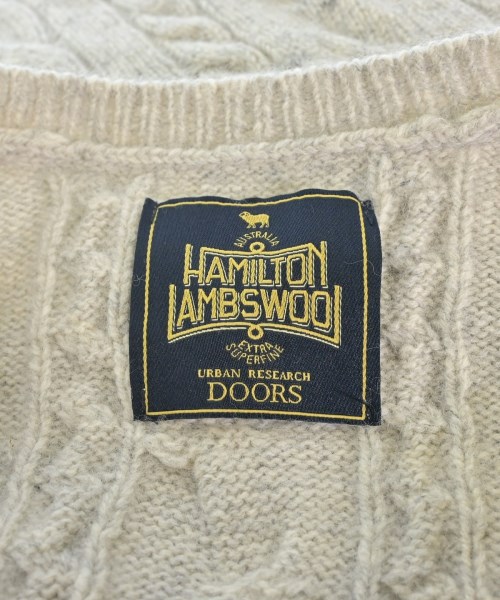 AUSTRALIA
HAMILTON
LAMBSWOOL
EXTRA
SUPERFINE
URBAN RESEARCH
DOORS